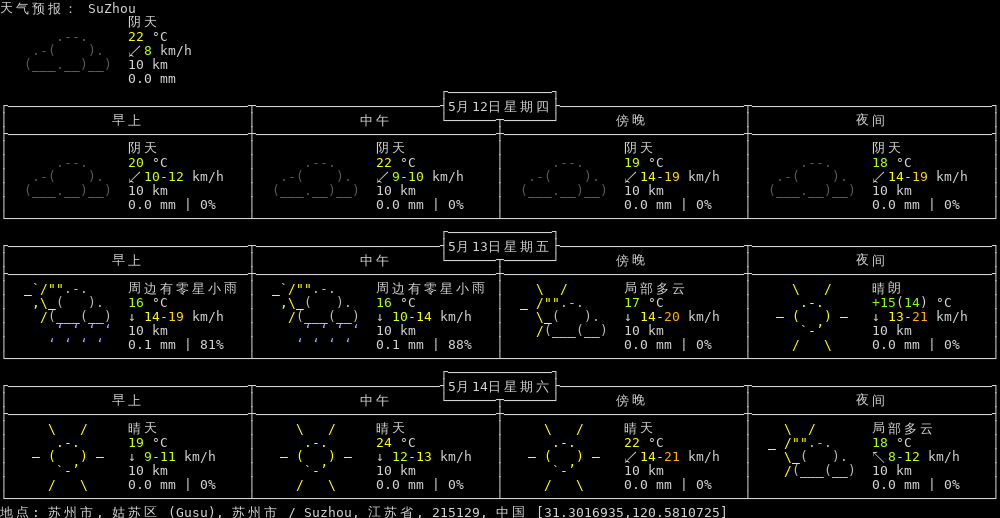 天气预报： SuZhou
阴天
22 °C
↙8 km/h
10 km
0.0 mm
5月12日星期四
早上 中午 傍晚 夜间
阴天 阴天 阴天 阴天
20 °C 22 °C 19 °C 18 °C
↙10-12 km/h ↙9-10 km/h ↙14-19 km/h ↙14-19 km/h
10 km 10 km 10 km 10 km
0.0 mm | 0% 0.0 mm | 0% 0.0 mm | 0% 0.0 mm | 0%
5月13日星期五
早上 中午 傍晚 夜间
周边有零星小雨 周边有零星小雨 局部多云 晴朗
16 °C 16 °C 17 °C +15(14) °C
↓ 14-19 km/h ↓ 10-14 km/h ↓ 14-20 km/h ↓ 13-21 km/h
10 km 10 km 10 km 10 km
0.1 mm | 81% 0.1 mm | 88% 0.0 mm | 0% 0.0 mm | 0%
5月14日星期六
早上 中午 傍晚 夜间
晴天 晴天 晴天 局部多云
19 °C 24 °C 22 °C 18 °C
↓ 9-11 km/h ↓ 12-13 km/h ↙14-21 km/h ↖8-12 km/h
10 km 10 km 10 km 10 km
0.0 mm | 0% 0.0 mm | 0% 0.0 mm | 0% 0.0 mm | 0%
地点: 苏州市, 姑苏区 (Gusu), 苏州市 / Suzhou, 江苏省, 215129, 中国 [31.3016935,120.5810725]